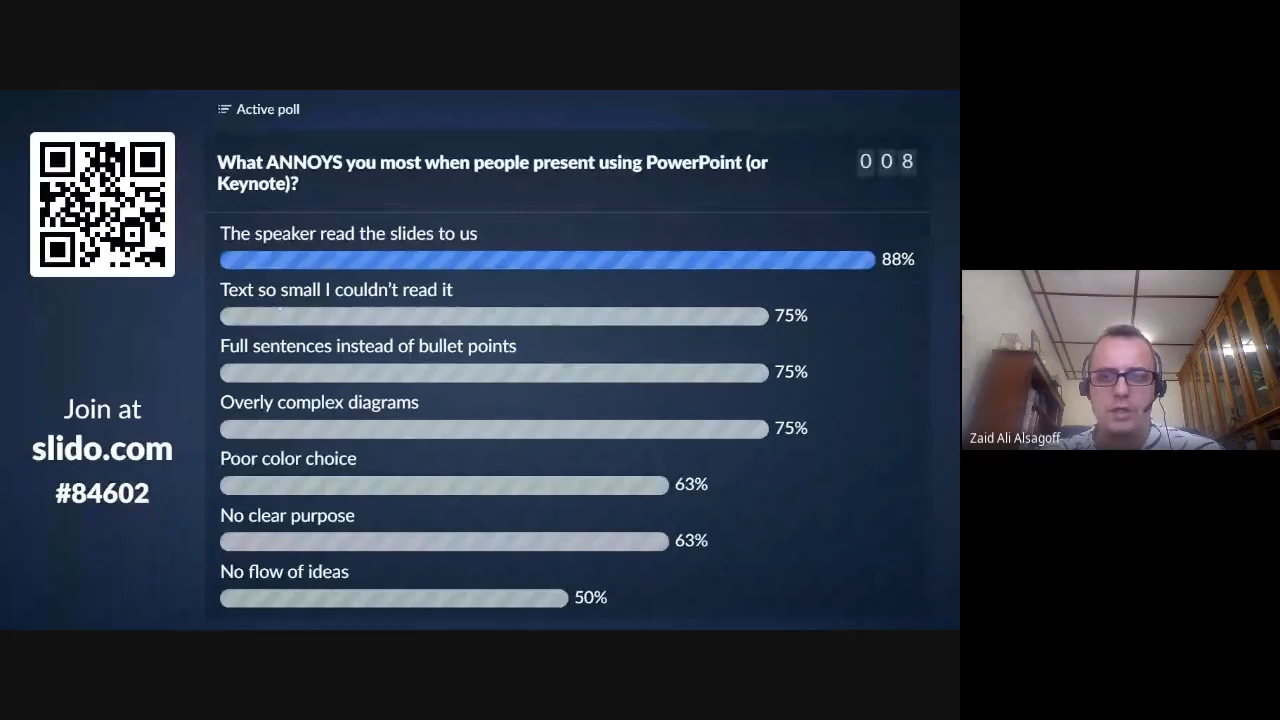 Active poll
What ANNOYS you most when people present using PowerPoint (or
Keynote)?
0 0 8
The speaker read the slides to us
88%
Text so small I couldn’t read it
75%
Full sentences instead of bullet points
75%
Overly complex diagrams
75%
Poor color choice
63%
No clear purpose
63%
No flow of ideas
50%
Join at
slido.com
#84602
Zaid Ali Alsagoff